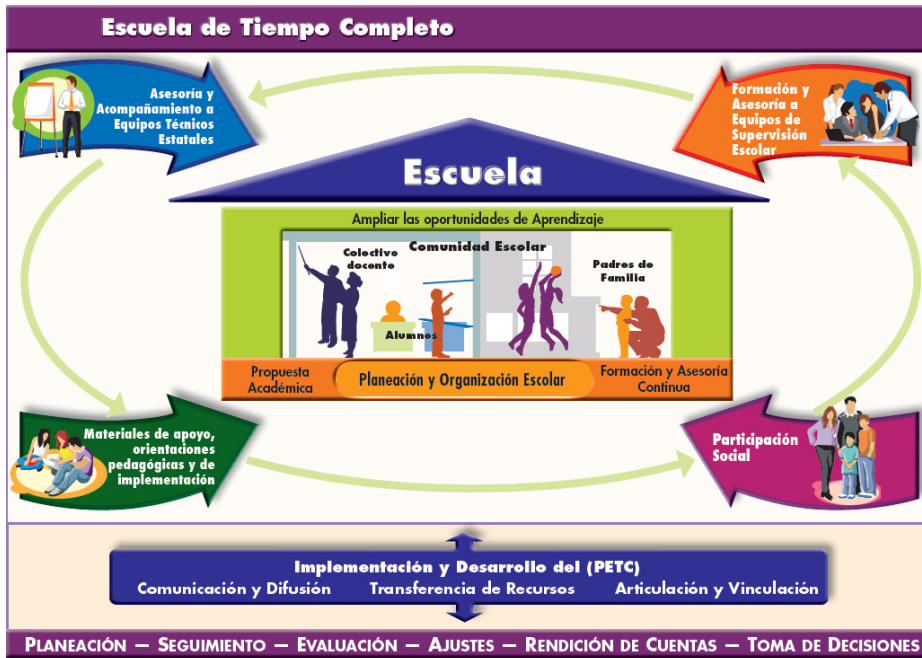 Escuela de Tiempo Completo
Asesoría y
Acompañamiento a
Equipos Técnicos
Estatales
Formación y
Asesoría a
Equipos de
Supervisión
Escolar
Escuela
Ampliar las oportunidades de Aprendizaje
Comunidad Escolar
Colectivo
docente
Padres de
Familia
Alumnos
Propuesta
Académica
Planeación y Organización Escolar
Formación y Asesoría
Continua
Materiales de apoyo,
orientaciones
pedagógicas y de
implementación
Participación
Social
Implementación y Desarrollo del (PETC)
Comunicación y Difusión Transferencia de Recursos Articulación y Vinculación
PLANEACIÓN — SEGUIMIENTO — EVALUACIÓN — AJUSTES — RENDICIÓN DE CUENTAS — TOMA DE DECISIONES